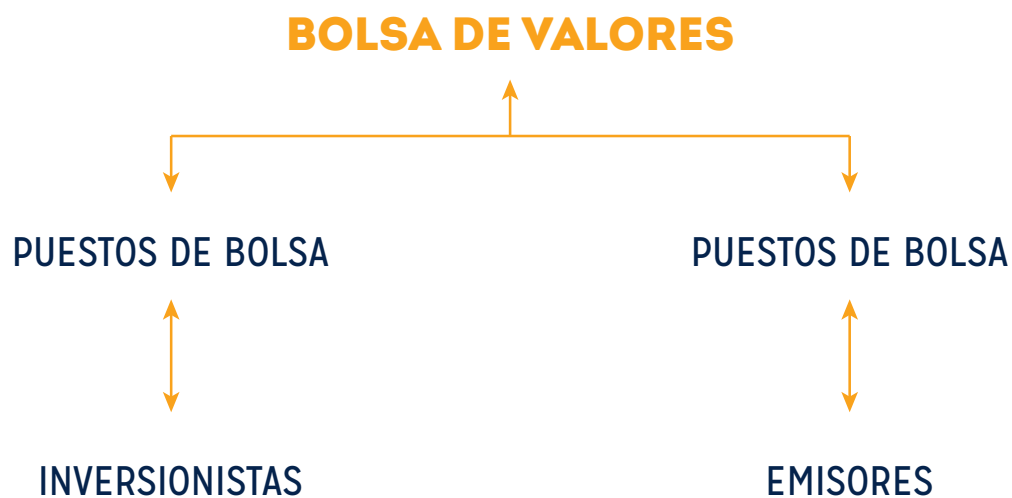 BOLSA DE VALORES
PUESTOS DE BOLSA
PUESTOS DE BOLSA
INVERSIONISTAS
EMISORES